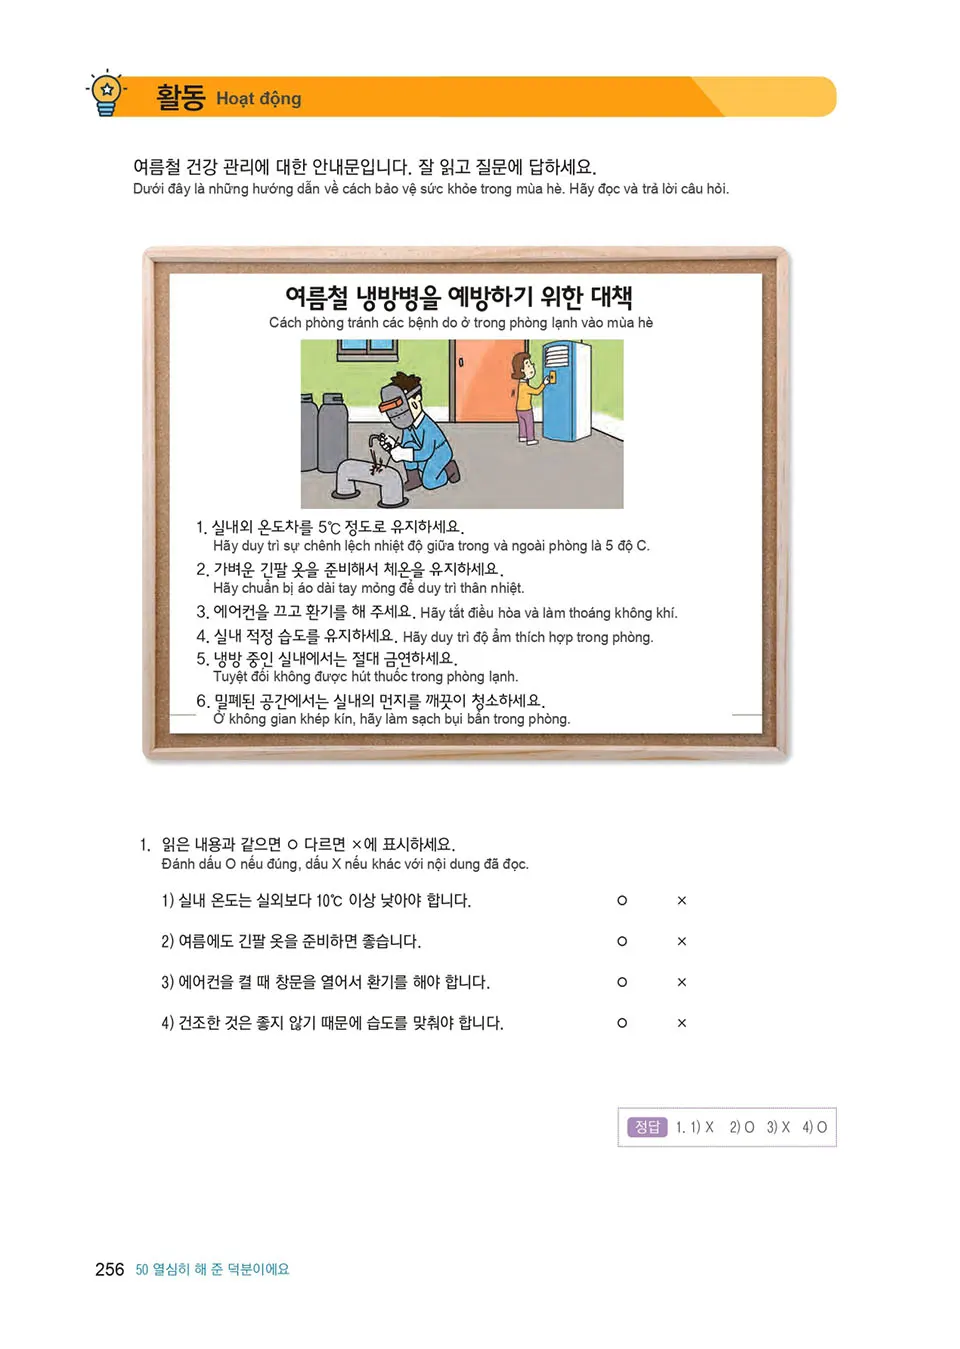 활동 Hoạt động
여름철 건강 관리에 대한 안내문입니다. 잘 읽고 질문에 답하세요.
Dưới đây là những hướng dẫn về cách bảo vệ sức khỏe trong mùa hè. Hãy đọc và trả lời câu hỏi.
여름철 냉방병을 예방하기 위한 대책
Cách phòng tránh các bệnh do ở trong phòng lạnh vào mùa hè
1. 실내외 온도차를 5℃ 정도로 유지하세요.
Hãy duy trì sự chênh lệch nhiệt độ giữa trong và ngoài phòng là 5 độ C.
2. 가벼운 긴팔 옷을 준비해서 체온을 유지하세요.
Hãy chuẩn bị áo dài tay mỏng để duy trì thân nhiệt.
3. 에어컨을 끄고 환기를 해 주세요. Hãy tắt điều hòa và làm thoáng không khí.
4. 실내 적정 습도를 유지하세요. Hãy duy trì độ ẩm thích hợp trong phòng.
5. 냉방 중인 실내에서는 절대 금연하세요.
Tuyệt đối không được hút thuốc trong phòng lạnh.
6. 밀폐된 공간에서는 실내의 먼지를 깨끗이 청소하세요.
Ở không gian khép kín, hãy làm sạch bụi bẩn trong phòng.
1. 읽은 내용과 같으면 ○ 다르면 ×에 표시하세요.
Đánh dấu O nếu đúng, dấu X nếu khác với nội dung đã đọc.
1) 실내 온도는 실외보다 10℃ 이상 낮아야 합니다. ○ ×
2) 여름에도 긴팔 옷을 준비하면 좋습니다. ○ ×
3) 에어컨을 켤 때 창문을 열어서 환기를 해야 합니다. ○ ×
4) 건조한 것은 좋지 않기 때문에 습도를 맞춰야 합니다. ○ ×
정답 1. 1) X 2) O 3) X 4) O
256 50 열심히 해 준 덕분이에요